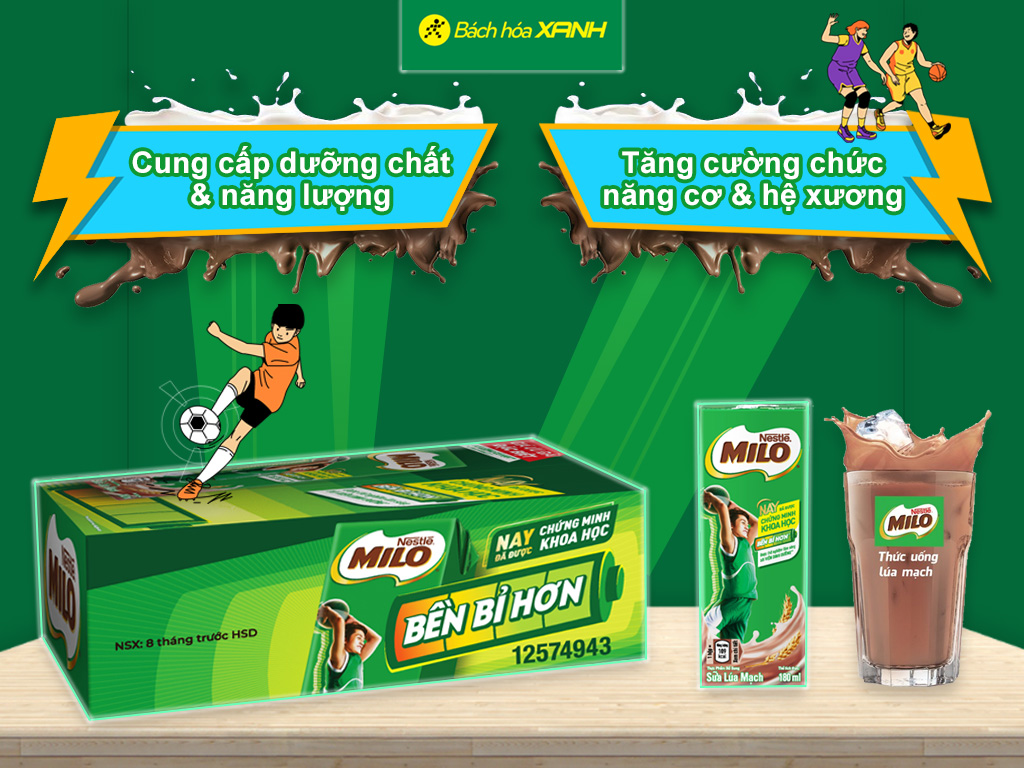 Bách hóa XANH
Cung cấp dưỡng chất
& năng lượng
Tăng cường chức
năng cơ & hệ xương
Nestlé
MILO
NAY
ĐÃ ĐƯỢC
CHỨNG MINH
KHOA HỌC
BỀN BỈ HƠN
12574943
NSX: 8 tháng trước HSD
MILO
Nestlé.
MILO
NAY ĐÃ ĐƯỢC
CHỨNG MINH
KHOA HỌC
BỀN BỈ HƠN
Sữa Lúa Mạch
180 ml
Nestlé
MILO
Thức uống
lúa mạch